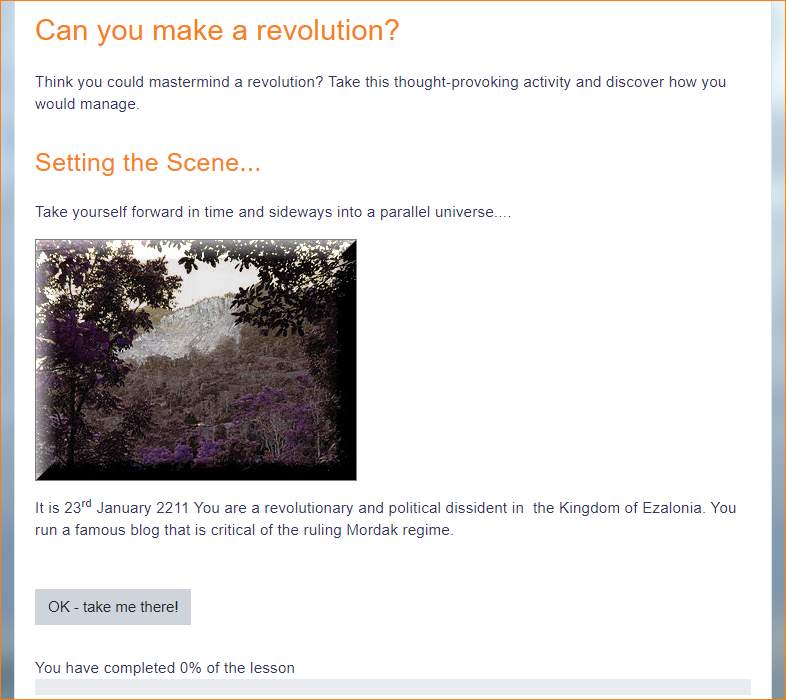 Can you make a revolution?
Think you could mastermind a revolution? Take this thought-provoking activity and discover how you
would manage.
Setting the Scene...
Take yourself forward in time and sideways into a parallel universe....
It is 23rd January 2211 You are a revolutionary and political dissident in  the Kingdom of Ezalonia. You
run a famous blog that is critical of the ruling Mordak regime.
OK - take me there!
You have completed 0% of the lesson